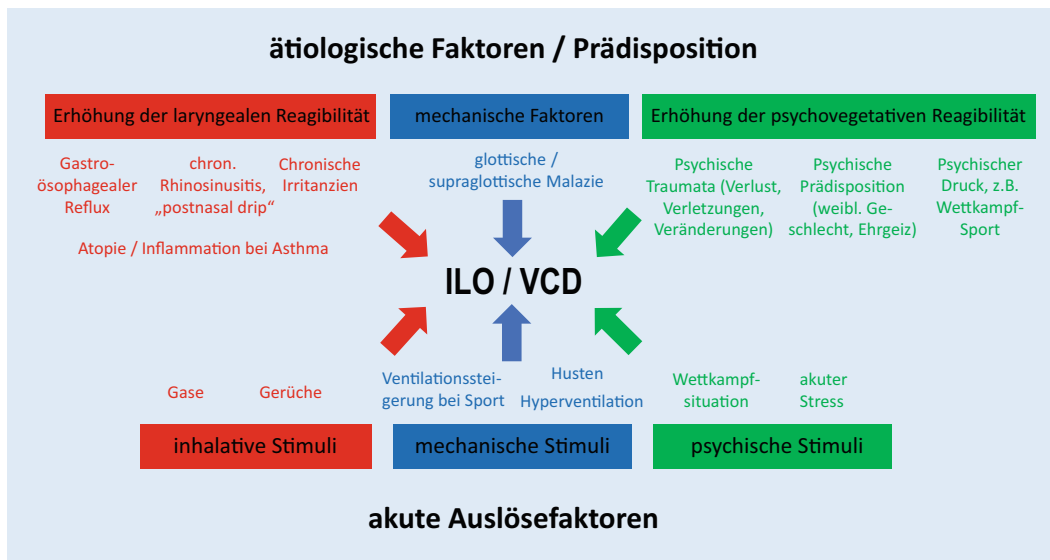 ätiologische Faktoren / Prädisposition
Erhöhung der laryngealen Reagibilität
mechanische Faktoren
Erhöhung der psychovegetativen Reagibilität
Gastro-
ösophagealer
Reflux
chron.
Rhinosinusitis,
„postnasal drip“
Chronische
Irritanzien
Atopie / Inflammation bei Asthma
glottische /
supraglottische Malazie
Psychische
Traumata (Verlust,
Verletzungen,
Veränderungen)
Psychische
Prädisposition
(weibl. Ge-
schlecht, Ehrgeiz)
Psychischer
Druck, z.B.
Wettkampf-
Sport
ILO / VCD
Gase
Gerüche
Ventilationsstei-
gerung bei Sport
Husten
Hyperventilation
Wettkampf-
situation
akuter
Stress
inhalative Stimuli
mechanische Stimuli
psychische Stimuli
akute Auslösefaktoren